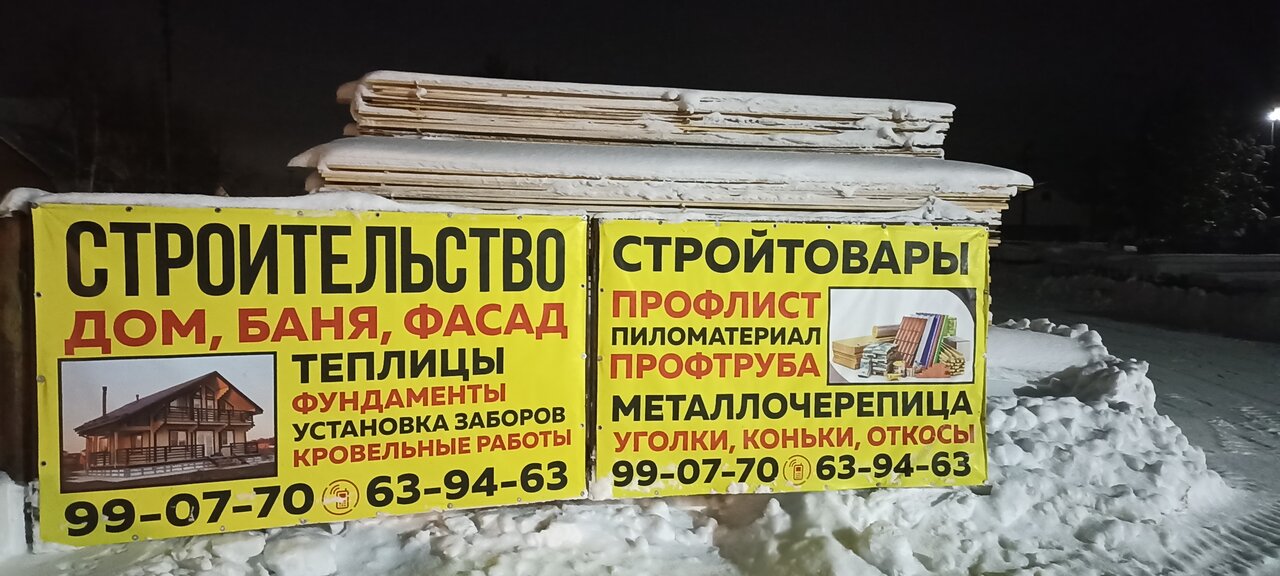 СТРОИТЕЛЬСТВО
ДОМ, БАНЯ, ФАСАД
ТЕПЛИЦЫ
ФУНДАМЕНТЫ
УСТАНОВКА ЗАБОРОВ
КРОВЕЛЬНЫЕ РАБОТЫ
99-07-70 63-94-63
СТРОЙТОВАРЫ
ПРОФЛИСТ
ПИЛОМАТЕРИАЛ
ПРОФТРУБА
МЕТАЛЛОЧЕРЕПИЦА
УГОЛКИ, КОНЬКИ, ОТКОСЫ
99-07-70 63-94-63